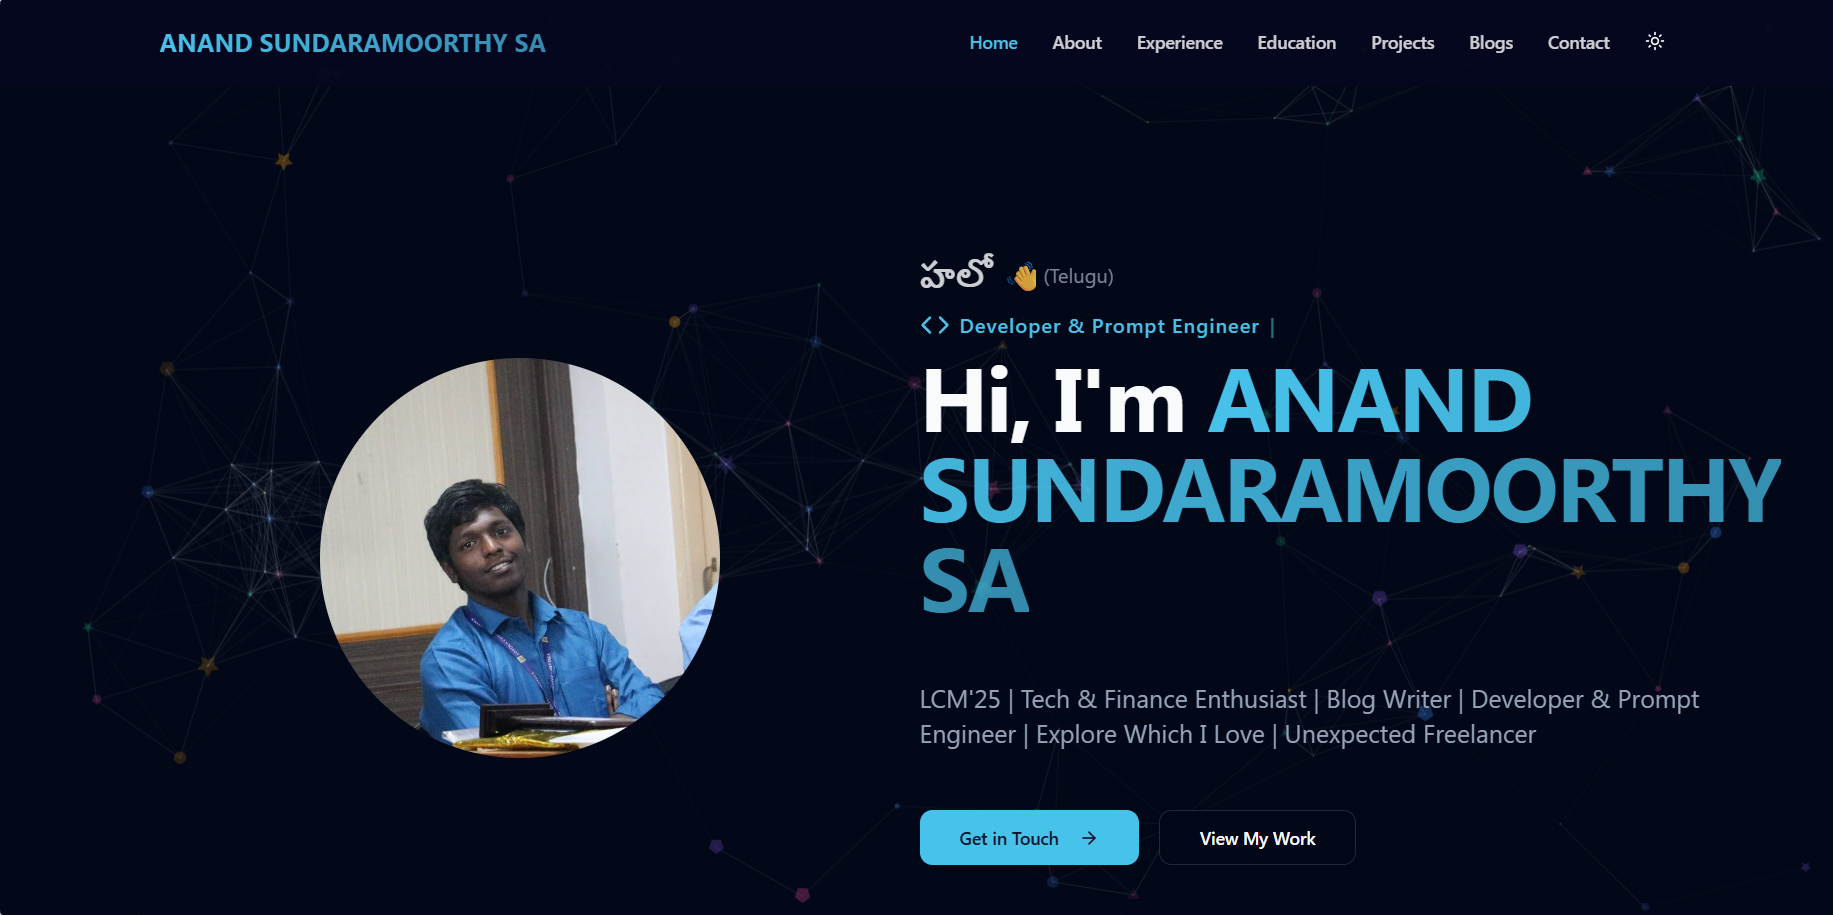 ANAND SUNDARAMOORTHY SA
Home About Experience Education Projects Blogs Contact
హలో 👋 (Telugu)
<> Developer & Prompt Engineer |
Hi, I'm ANAND
SUNDARAMOORTHY
SA
LCM'25 | Tech & Finance Enthusiast | Blog Writer | Developer & Prompt
Engineer | Explore Which I Love | Unexpected Freelancer
Get in Touch →
View My Work